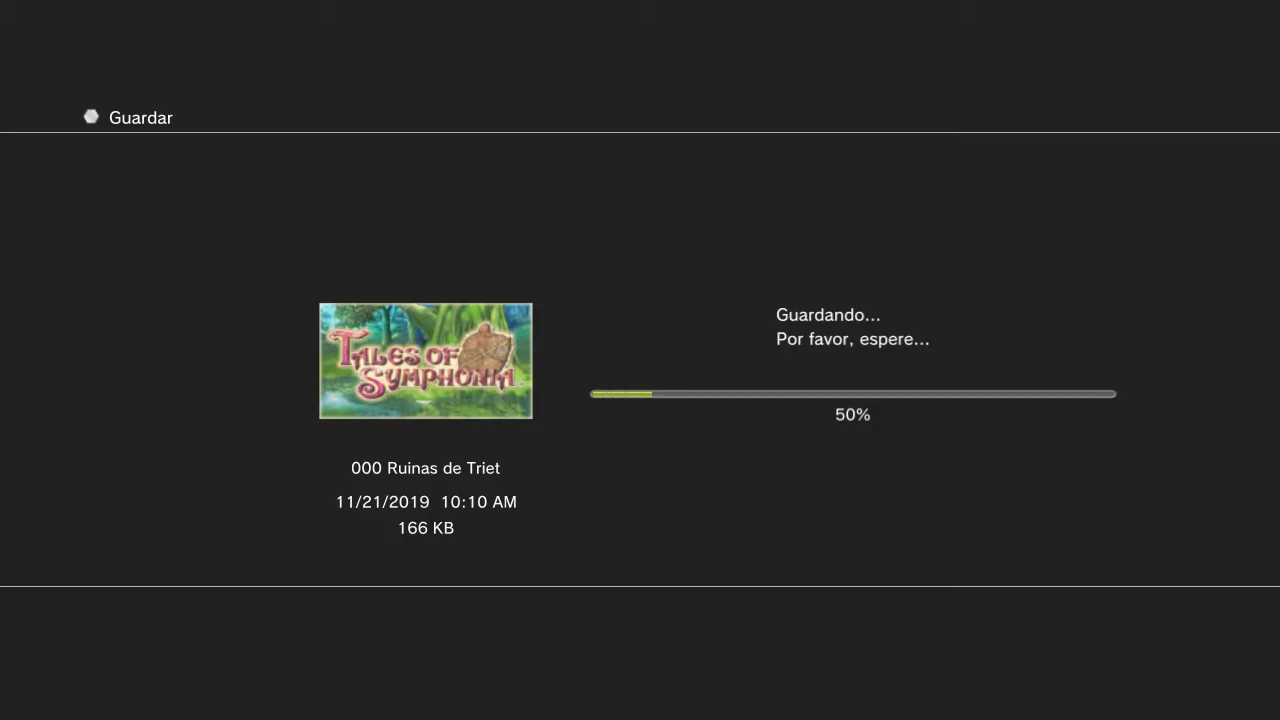 Guardar
TALES OF
SYMPHONIA
Guardando...
Por favor, espere...
50%
000 Ruinas de Triet
11/21/2019 10:10 AM
166 KB